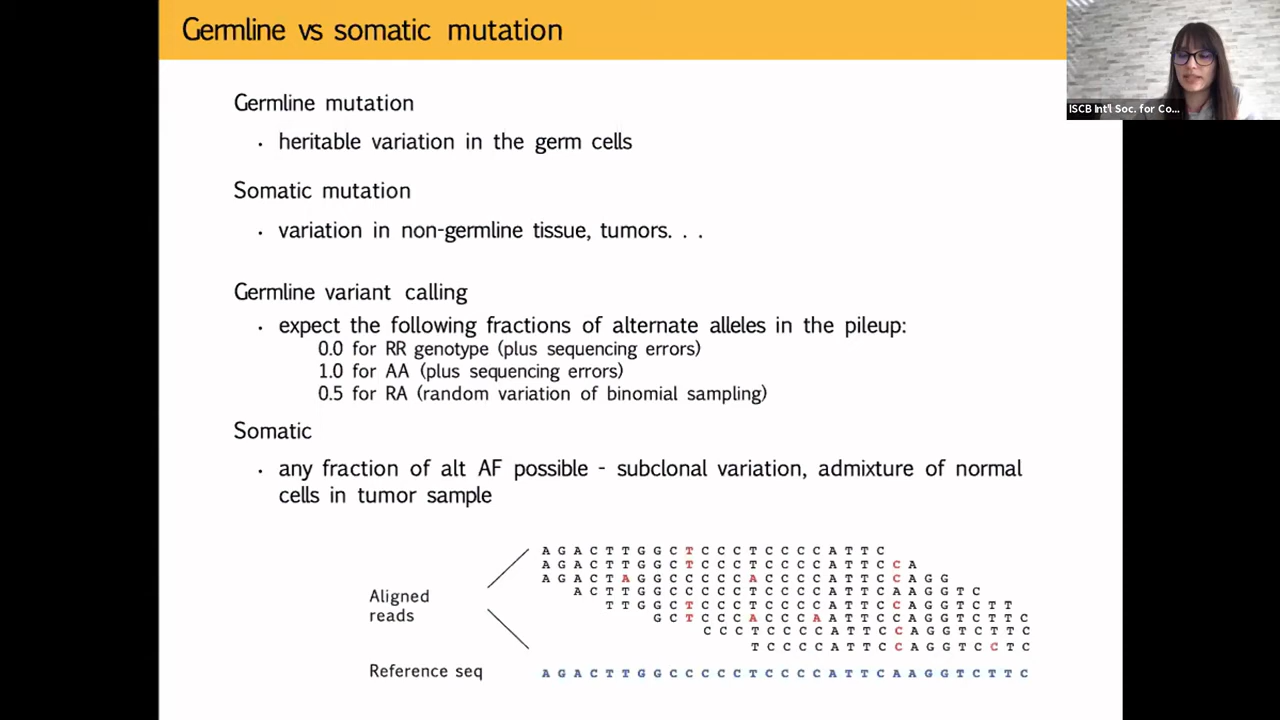 Germline vs somatic mutation
ISCB Int'l Soc. for Co...
Germline mutation
· heritable variation in the germ cells
Somatic mutation
· variation in non-germline tissue, tumors. . .
Germline variant calling
· expect the following fractions of alternate alleles in the pileup:
0.0 for RR genotype (plus sequencing errors)
1.0 for AA (plus sequencing errors)
0.5 for RA (random variation of binomial sampling)
Somatic
· any fraction of alt AF possible - subclonal variation, admixture of normal
cells in tumor sample
Aligned
reads
A G A C T T G G C T C C C T C C C C A T T C
A G A C T T G G C T C C C T C C C C A T T C C A
A G A C T A G G C C C C C A C C C C A T T C C A G G
A C T T G G C C C C C T C C C C A T T C A A G G T C
T T G G C T C C C T C C C C A T T C C A G G T C T T
G C T C C C A C C C A A T T C C A G G T C T T C
C C C T C C C C A T T C C A G G T C T T C
T C C C C A T T C C A G G T C C T C
Reference seq
A G A C T T G G C C C C C T C C C C A T T C A A G G T C T T C